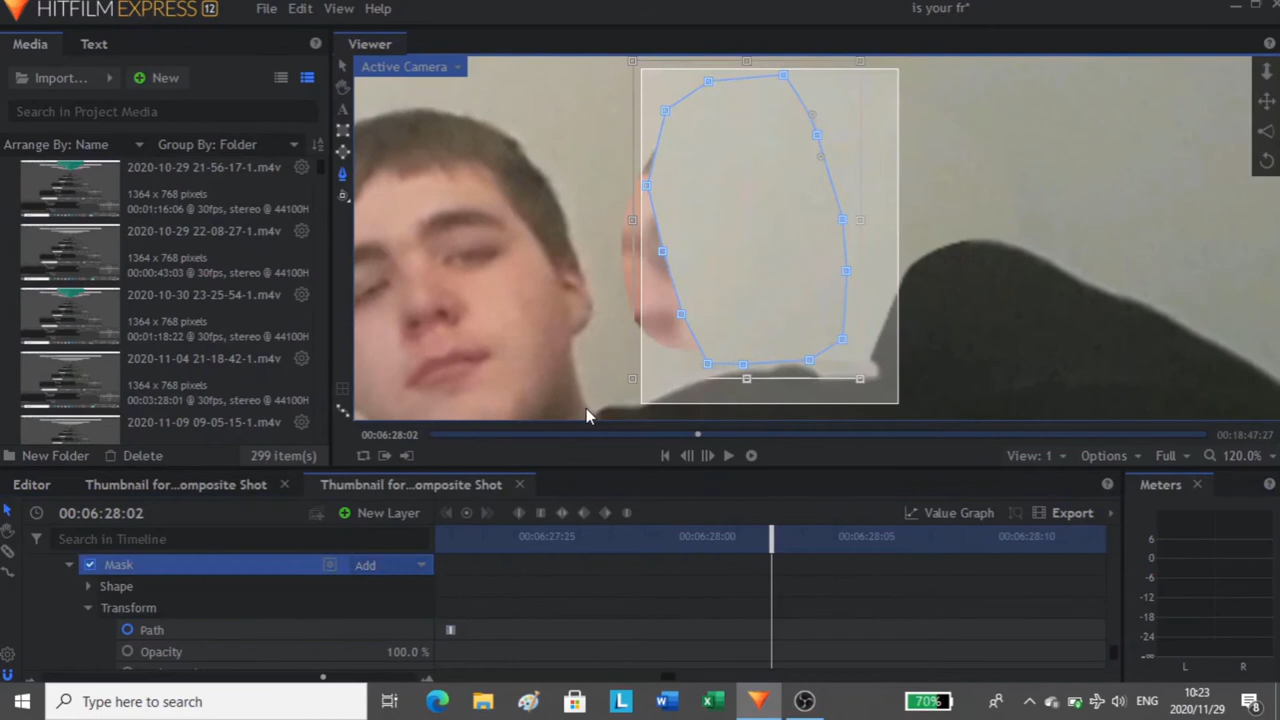 HITFILM EXPRESS 12
File Edit View Help
is your fr*
Media Text
Viewer
Import...
New
Active Camera
Search in Project Media
Arrange By: Name Group By: Folder
2020-10-29 21-56-17-1.m4v
1364 x 768 pixels
00:01:16:06 @ 30fps, stereo @ 44100H
2020-10-29 22-08-27-1.m4v
1364 x 768 pixels
00:00:43:03 @ 30fps, stereo @ 44100H
2020-10-30 23-25-54-1.m4v
1364 x 768 pixels
00:01:18:22 @ 30fps, stereo @ 44100H
2020-11-04 21-18-42-1.m4v
1364 x 768 pixels
00:03:28:01 @ 30fps, stereo @ 44100H
2020-11-09 09-05-15-1.m4v
New Folder Delete 299 item(s)
00:06:28:02
00:18:47:27
View: 1 Options Full 120.0%
Editor Thumbnail for...omposite Shot Thumbnail for...omposite Shot
Meters
00:06:28:02
New Layer
Value Graph
Export
Search in Timeline
00:06:27:25 00:06:28:00 00:06:28:05 00:06:28:10
Mask Add
Shape
Transform
Path
Opacity 100.0 %
6
0
-6
-12
-18
-24
-∞
L R
Type here to search
70%
ENG
10:23
2020/11/29
8